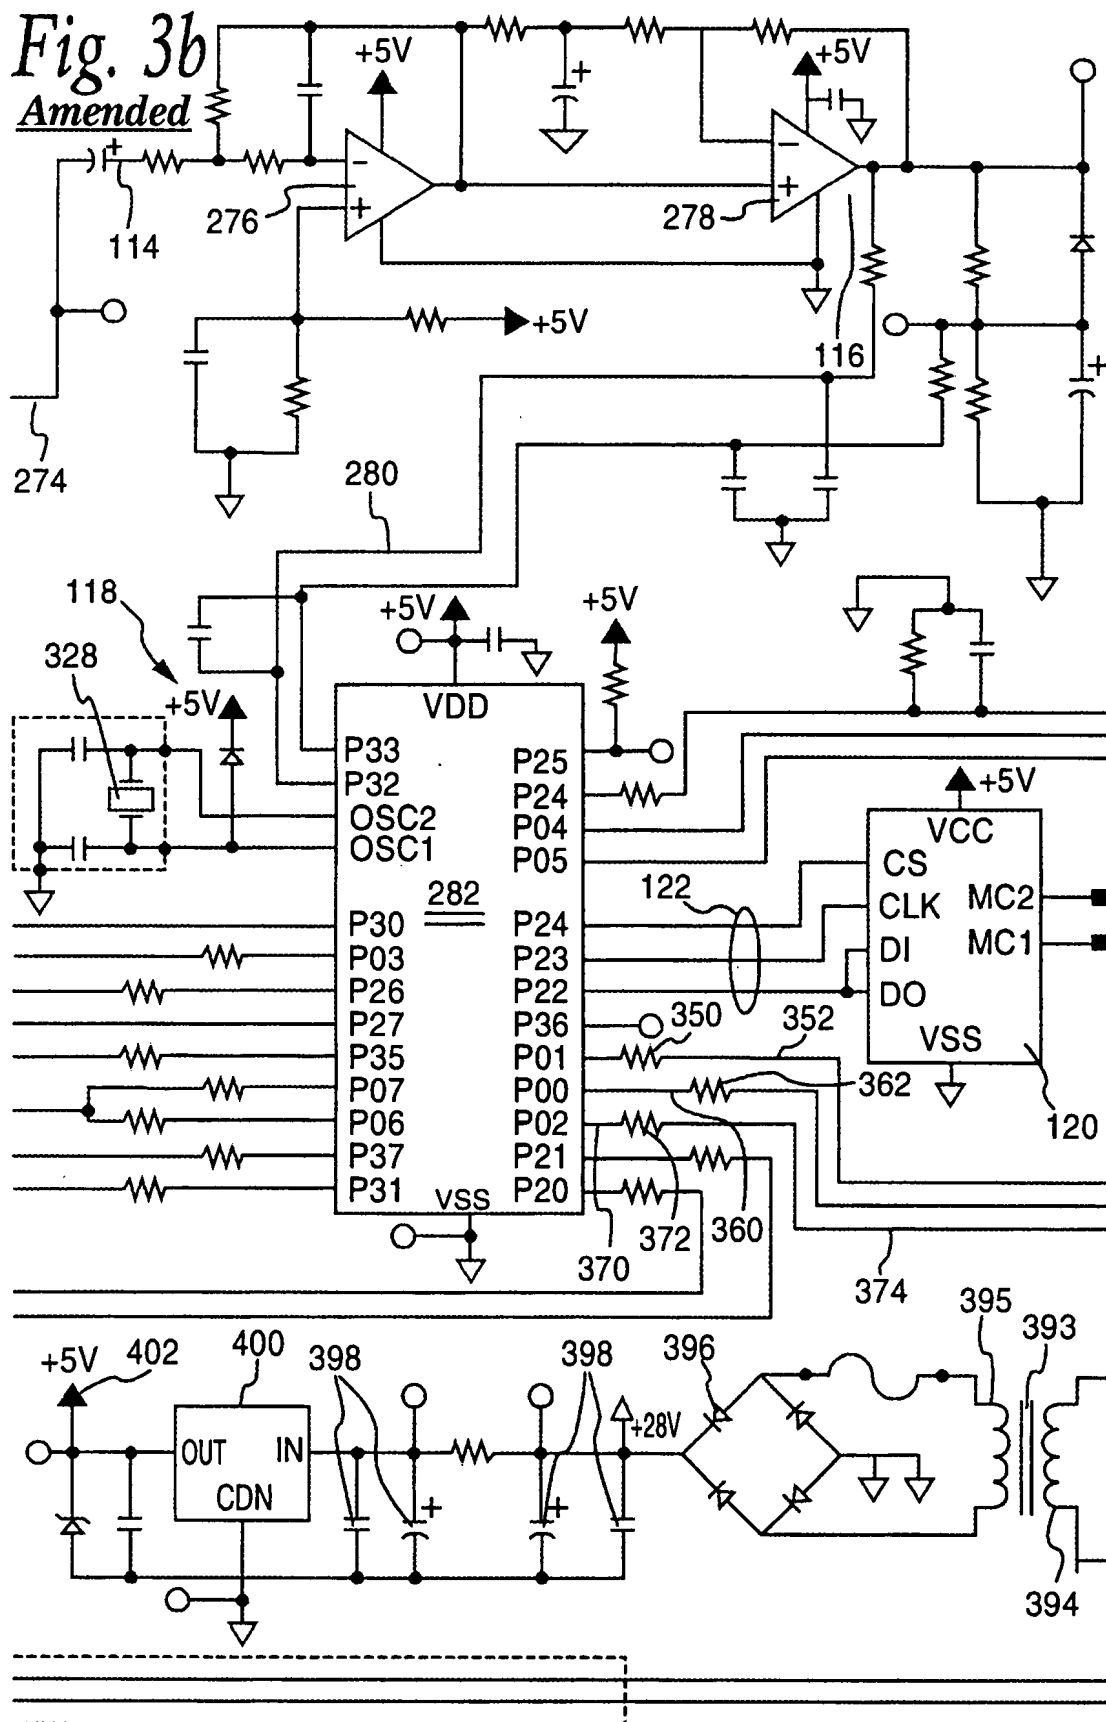 Fig. 3b
Amended
+5V
+5V
+
+
-
+
-
+
276
278
114
116
+5V
+
274
280
118
328
+5V
+5V
+5V
VDD
P33
P32
OSC2
OSC1
282
P30
P03
P26
P27
P35
P07
P06
P37
P31
VSS
P25
P24
P04
P05
P24
P23
P22
P36
P01
P00
P02
P21
P20
122
+5V
VCC
CS
CLK
DI
DO
MC2
MC1
VSS
350
352
362
120
372
360
370
374
+5V
402
400
398
398
+28V
396
395
393
OUT
IN
CDN
+
+
394